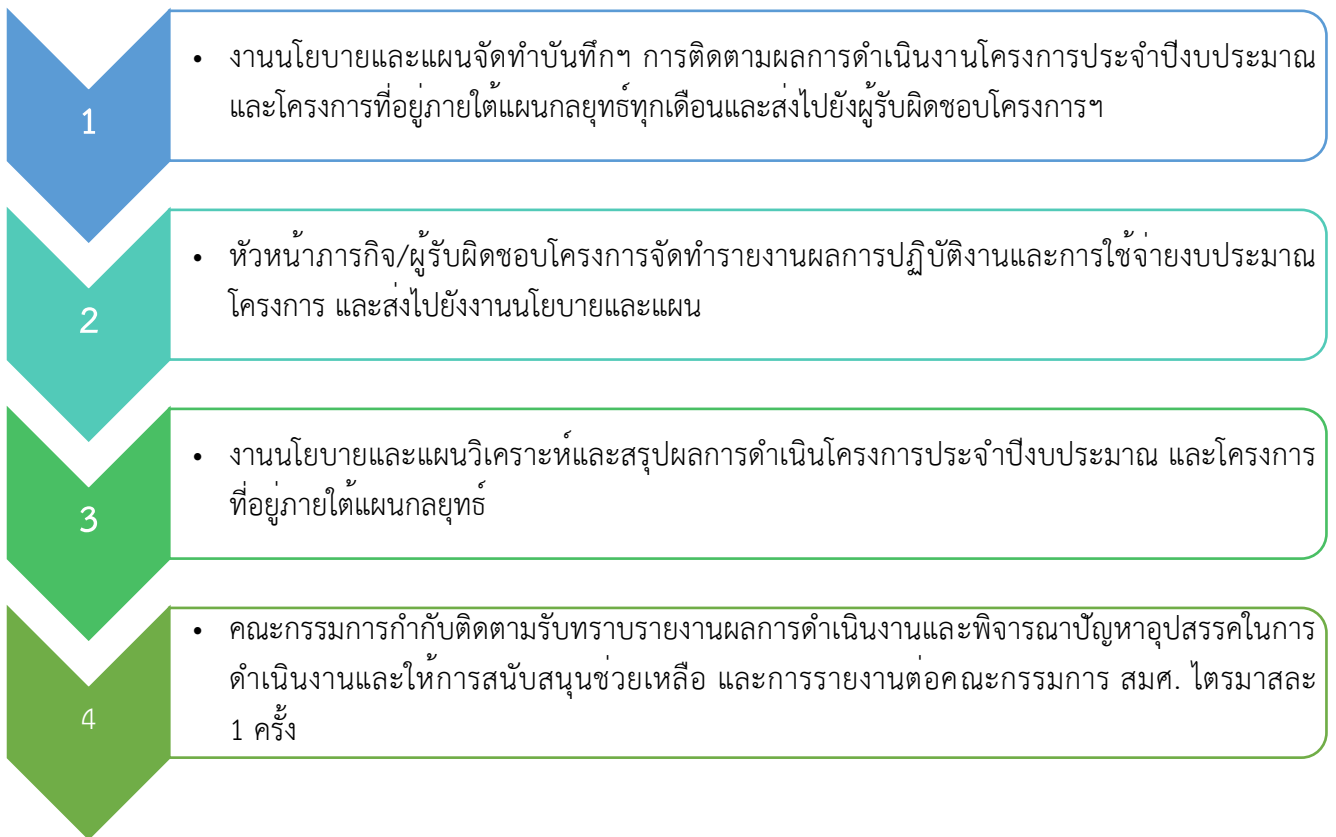 1
• งานนโยบายและแผนจัดทำบันทึกฯ การติดตามผลการดำเนินงานโครงการประจำปีงบประมาณ
และโครงการที่อยู่ภายใต้แผนกลยุทธ์ทุกเดือนและส่งไปยังผู้รับผิดชอบโครงการฯ
2
• หัวหน้าภารกิจ/ผู้รับผิดชอบโครงการจัดทำรายงานผลการปฏิบัติงานและการใช้จ่ายงบประมาณ
โครงการ และส่งไปยังงานนโยบายและแผน
3
• งานนโยบายและแผนวิเคราะห์และสรุปผลการดำเนินโครงการประจำปีงบประมาณ และโครงการ
ที่อยู่ภายใต้แผนกลยุทธ์
4
• คณะกรรมการกำกับติดตามรับทราบรายงานผลการดำเนินงานและพิจารณาปัญหาอุปสรรคในการ
ดำเนินงานและให้การสนับสนุนช่วยเหลือ และการรายงานต่อคณะกรรมการ สมศ. ไตรมาสละ
1 ครั้ง